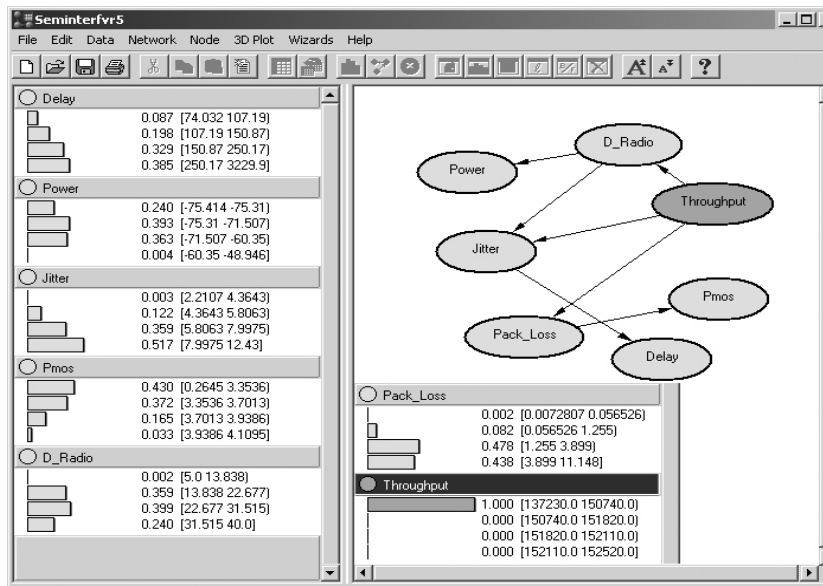 Seminterfvr5
File Edit Data Network Node 3D Plot Wizards Help
A A ?
Delay
0.087 [74.032 107.19)
0.198 [107.19 150.87)
0.329 [150.87 250.17)
0.385 [250.17 3229.9]
Power
0.240 [-75.414 -75.31)
0.393 [-75.31 -71.507)
0.363 [-71.507 -60.35)
0.004 [-60.35 -48.946]
Jitter
0.003 [2.2107 4.3643)
0.122 [4.3643 5.8063)
0.359 [5.8063 7.9975)
0.517 [7.9975 12.43]
Pmos
0.430 [0.2645 3.3536)
0.372 [3.3536 3.7013)
0.165 [3.7013 3.9386)
0.033 [3.9386 4.1095)
D_Radio
0.002 [5.0 13.838)
0.359 [13.838 22.677)
0.399 [22.677 31.515)
0.240 [31.515 40.0]
D_Radio
Power
Throughput
Jitter
Pmos
Pack_Loss
Delay
Pack_Loss
0.002 [0.0072807 0.056526)
0.082 [0.056526 1.255)
0.478 [1.255 3.899)
0.438 [3.899 11.148)
Throughput
1.000 [137230.0 150740.0)
0.000 [150740.0 151820.0)
0.000 [151820.0 152110.0)
0.000 [152110.0 152520.0]